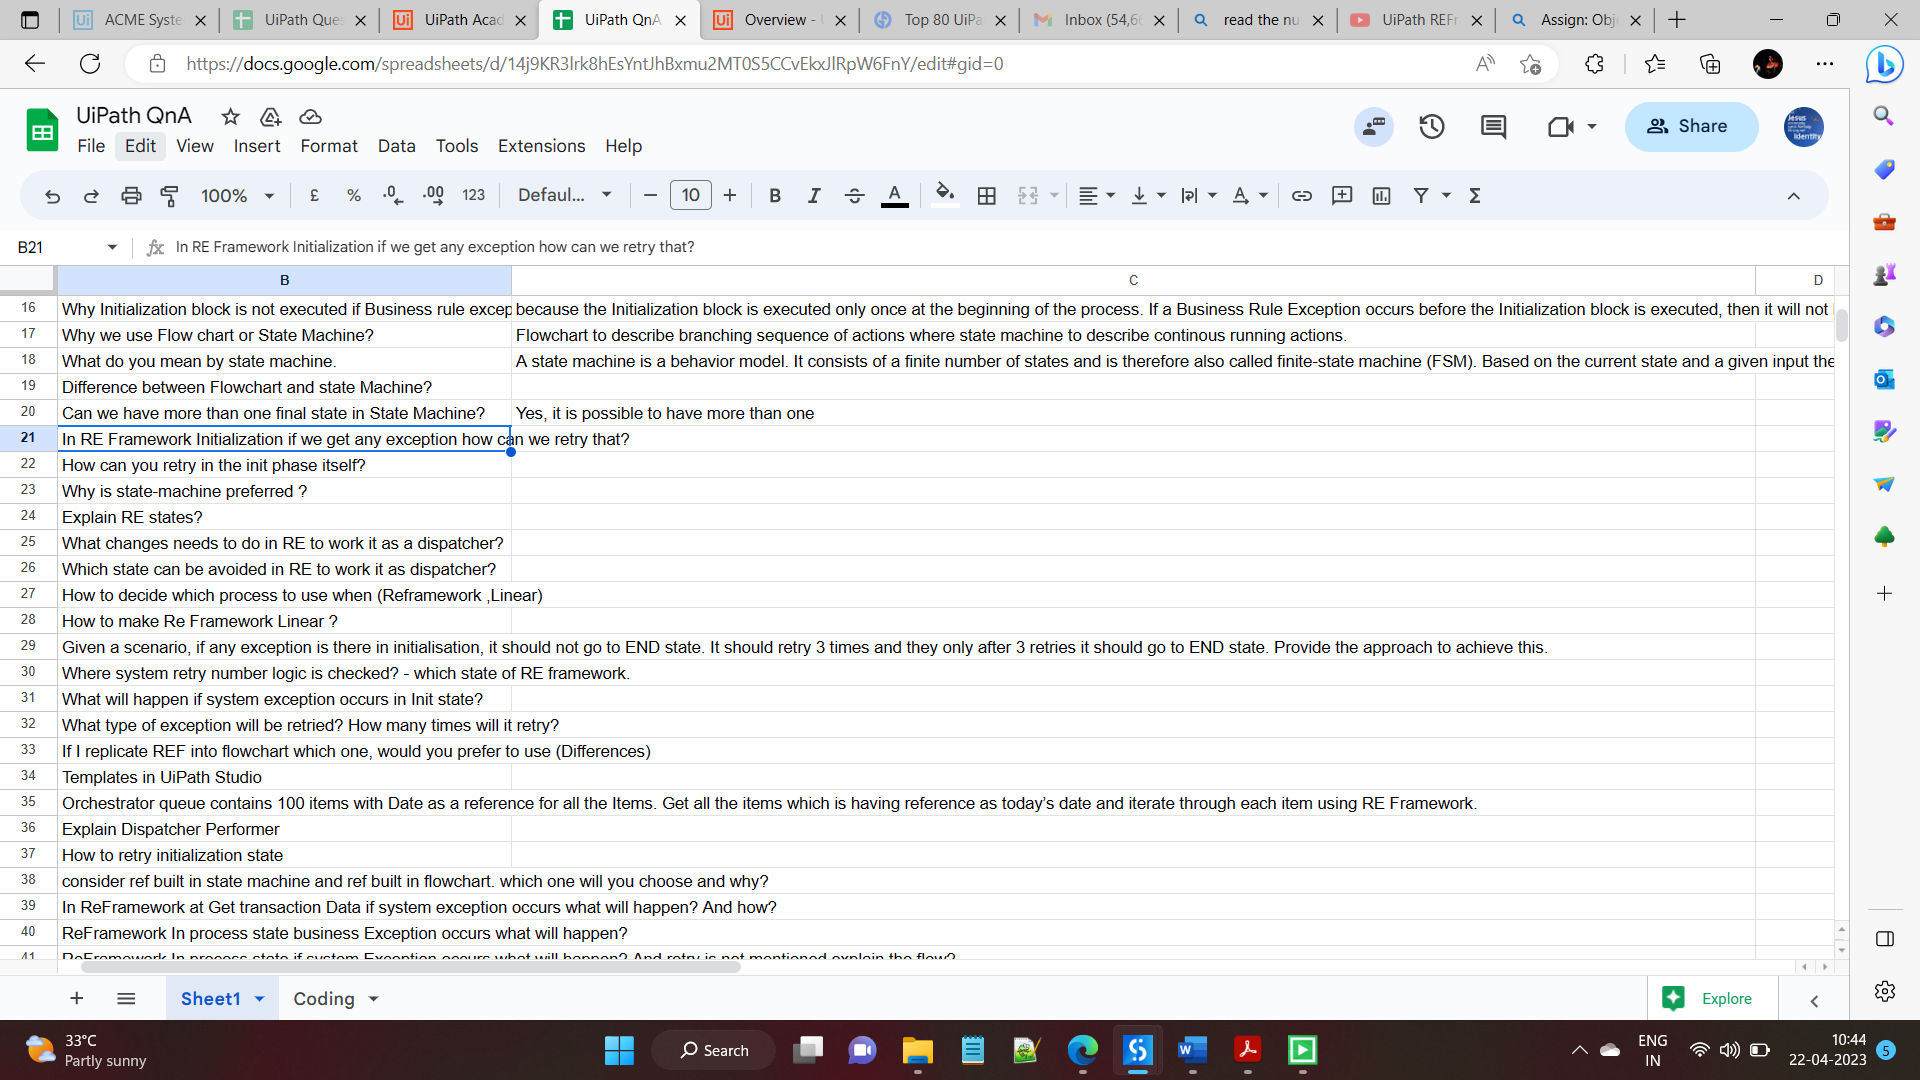 ACME Syste
UiPath Ques
UiPath Acad
UiPath QnA
Overview -
Top 80 UiPa
Inbox (54,6
read the nu
UiPath REFr
Assign: Obj
https://docs.google.com/spreadsheets/d/14j9KR3lrk8hEsYntJhBxmu2MT0S5CCvEkxJlRpW6FnY/edit#gid=0
UiPath QnA
File Edit View Insert Format Data Tools Extensions Help
Share
100% £ % .0 .00 123 Defaul... 10
B21
In RE Framework Initialization if we get any exception how can we retry that?
B C D
16 Why Initialization block is not executed if Business rule excep because the Initialization block is executed only once at the beginning of the process. If a Business Rule Exception occurs before the Initialization block is executed, then it will not
17 Why we use Flow chart or State Machine? Flowchart to describe branching sequence of actions where state machine to describe continous running actions.
18 What do you mean by state machine. A state machine is a behavior model. It consists of a finite number of states and is therefore also called finite-state machine (FSM). Based on the current state and a given input the
19 Difference between Flowchart and state Machine?
20 Can we have more than one final state in State Machine? Yes, it is possible to have more than one
21 In RE Framework Initialization if we get any exception how can we retry that?
22 How can you retry in the init phase itself?
23 Why is state-machine preferred ?
24 Explain RE states?
25 What changes needs to do in RE to work it as a dispatcher?
26 Which state can be avoided in RE to work it as dispatcher?
27 How to decide which process to use when (Reframework ,Linear)
28 How to make Re Framework Linear ?
29 Given a scenario, if any exception is there in initialisation, it should not go to END state. It should retry 3 times and they only after 3 retries it should go to END state. Provide the approach to achieve this.
30 Where system retry number logic is checked? - which state of RE framework.
31 What will happen if system exception occurs in Init state?
32 What type of exception will be retried? How many times will it retry?
33 If I replicate REF into flowchart which one, would you prefer to use (Differences)
34 Templates in UiPath Studio
35 Orchestrator queue contains 100 items with Date as a reference for all the Items. Get all the items which is having reference as today's date and iterate through each item using RE Framework.
36 Explain Dispatcher Performer
37 How to retry initialization state
38 consider ref built in state machine and ref built in flowchart. which one will you choose and why?
39 In ReFramework at Get transaction Data if system exception occurs what will happen? And how?
40 ReFramework In process state business Exception occurs what will happen?
41 ReFramework In process state if system Exception occurs what will happen? And retry is not mentioned explain the flow?
Sheet1 Coding Explore
33°C
Partly sunny
Search
ENG
IN
10:44
22-04-2023
5